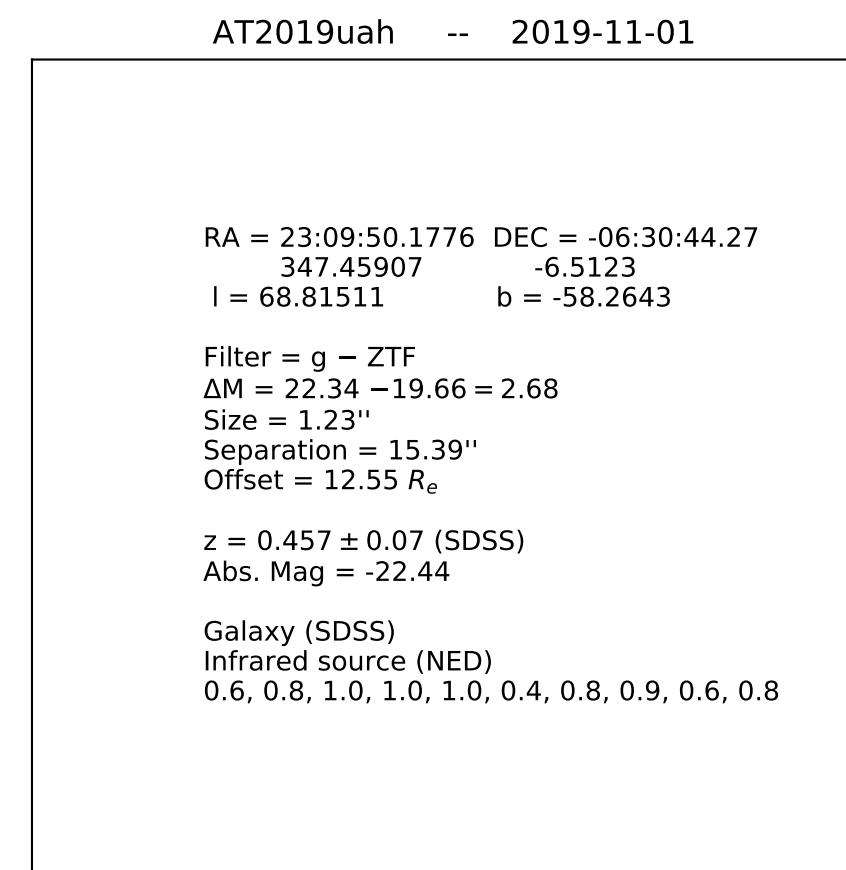 AT2019uah -- 2019-11-01
RA = 23:09:50.1776 DEC = -06:30:44.27
347.45907 -6.5123
l = 68.81511 b = -58.2643
Filter = g − ZTF
ΔM = 22.34 −19.66 = 2.68
Size = 1.23''
Separation = 15.39''
Offset = 12.55 Rₑ
z = 0.457 ± 0.07 (SDSS)
Abs. Mag = -22.44
Galaxy (SDSS)
Infrared source (NED)
0.6, 0.8, 1.0, 1.0, 1.0, 0.4, 0.8, 0.9, 0.6, 0.8